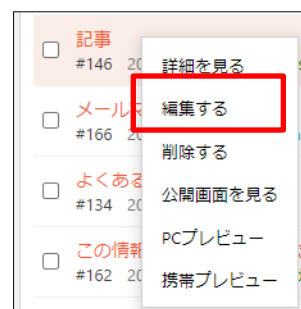 記事
#146 20
詳細を見る
メール
編集する
#166 20
削除する
よくある
#134 20
公開画面を見る
PCプレビュー
この情報
#162 20
携帯プレビュー